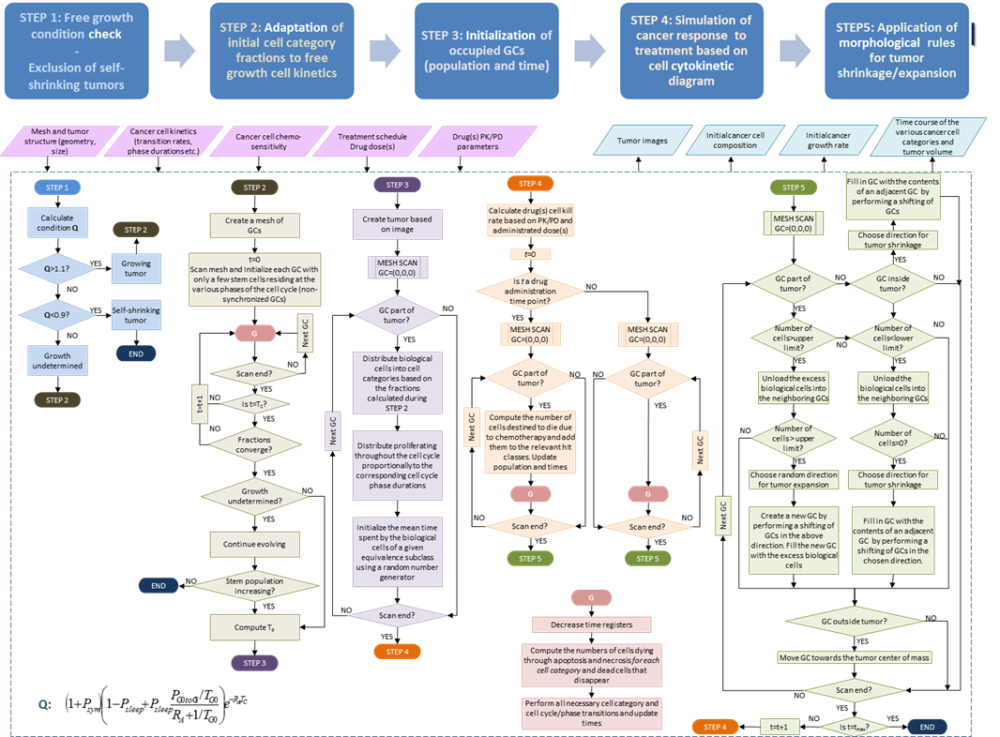 STEP 1: Free growth
condition check
-
Exclusion of self-
shrinking tumors
STEP 2: Adaptation of
initial cell category
fractions to free
growth cell kinetics
STEP 3: Initialization of
occupied GCs
(population and time)
STEP 4: Simulation of
cancer response to
treatment based on
cell cytokinetic
diagram
STEP5: Application of
morphological rules
for tumor
shrinkage/expansion
Mesh and tumor
structure (geometry,
size)
Cancer cell kinetics
(transition rates,
phase durations etc.)
Cancer cell chemo-
sensitivity
Treatment schedule
Drug dose(s)
Drug(s) PK/PD
parameters
Tumor images
Initial cancer cell
composition
Initial cancer
growth rate
Time course of the
various cancer cell
categories and
tumor volume
STEP 1
Calculate
condition Q
Q>1.1?
YES
Growing
tumor
STEP 2
NO
Q<0.9?
YES
Self-shrinking
tumor
END
NO
Growth
undetermined
STEP 2
STEP 2
Create a mesh of
GCs
t=0
Scan mesh and Initialize each GC with
only a few stem cells residing at the
various phases of the cell cycle (non-
synchronized GCs)
G
Next GC
Scan end?
NO
YES
Is t=Tc?
NO
t=t+1
YES
Fractions
converge?
NO
YES
Growth
undetermined?
NO
YES
Continue evolving
Stem population
increasing?
NO
END
YES
Compute Td
STEP 3
STEP 3
Create tumor based
on image
MESH SCAN
GC=(0,0,0)
GC part of
tumor?
NO
YES
Distribute biological
cells into cell
categories based on
the fractions
calculated during
STEP 2
Next GC
Distribute proliferating
throughout the cell cycle
proportionally to the
corresponding cell cycle
phase durations
Initialize the mean time
spent by the biological
cells of a given
equivalence subclass
using a random number
generator
Scan end?
NO
YES
STEP 4
STEP 4
Calculate drug(s) cell kill
rate based on PK/PD and
administrated dose(s)
t=0
Is t a drug
administration
time point?
NO
YES
MESH SCAN
GC=(0,0,0)
GC part of
tumor?
NO
YES
Compute the number of
cells destined to die due
to chemotherapy and add
them to the relevant hit
classes. Update
population and times
Next GC
G
Scan end?
NO
YES
STEP 5
MESH SCAN
GC=(0,0,0)
GC part of
tumor?
NO
YES
Next GC
G
Scan end?
NO
YES
STEP 5
G
Decrease time registers
Compute the numbers of cells dying
through apoptosis and necrosis for each
cell category and dead cells that
disappear
Perform all necessary cell category and
cell cycle/phase transitions and update
times
STEP 5
MESH SCAN
GC=(0,0,0)
GC part of
tumor?
NO
YES
Number of
cells>upper
limit?
NO
YES
Unload the excess
biological cells into
the neighboring GCs
Number of
cells>upper
limit?
NO
YES
Choose random direction
for tumor expansion
Create a new GC by
performing a shifting of
GCs in the above
direction. Fill the new GC
with the excess biological
cells
Next GC
Fill in GC with the contents
of an adjacent GC by
performing a shifting of
GCs
Choose direction for
tumor shrinkage
YES
GC inside
tumor?
NO
YES
Number of
cells<lower
limit?
NO
YES
Unload the
biological cells into
the neighboring GCs
Number of
cells=0?
NO
YES
Choose direction for
tumor shrinkage
Fill in GC with the
contents of an adjacent
GC by performing a
shifting of GCs in the
chosen direction.
GC outside tumor?
NO
YES
Move GC towards the tumor center of mass
Scan end?
NO
YES
Is t=tmax?
YES
END
NO
t=t+1
STEP 4
Q: (1+Psym)(1−Psleep+Psleep (PG0toG1/TG0)/(RA+1/TG0))e^−RATC